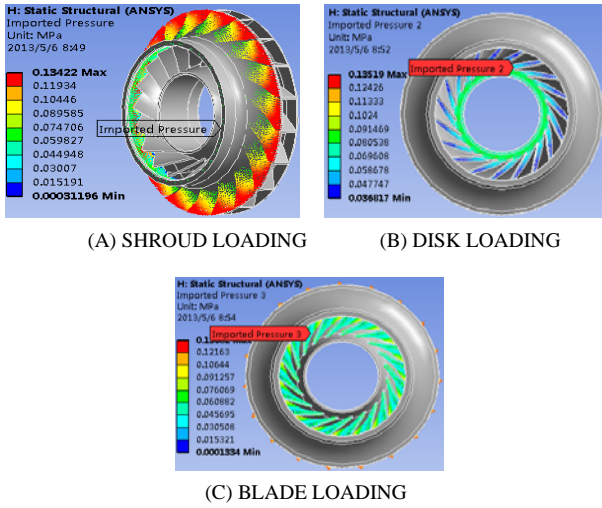 H: Static Structural (ANSYS)
Imported Pressure
Unit: MPa
2013/5/6 8:49
0.13422 Max
0.11934
0.10446
0.089585
0.074706
0.059827
0.044948
0.03007
0.015191
0.00031196 Min
Imported Pressure
(A) SHROUD LOADING
H: Static Structural (ANSYS)
Imported Pressure 2
Unit: MPa
2013/5/6 8:52
0.13519 Max
0.12426
0.11333
0.1024
0.091469
0.080538
0.069608
0.058678
0.047747
0.036817 Min
Imported Pressure 2
(B) DISK LOADING
H: Static Structural (ANSYS)
Imported Pressure 3
Unit: MPa
2013/5/6 8:54
0.12163
0.10644
0.091257
0.076069
0.060882
0.045695
0.030508
0.015321
0.0001334 Min
Imported Pressure 3
(C) BLADE LOADING